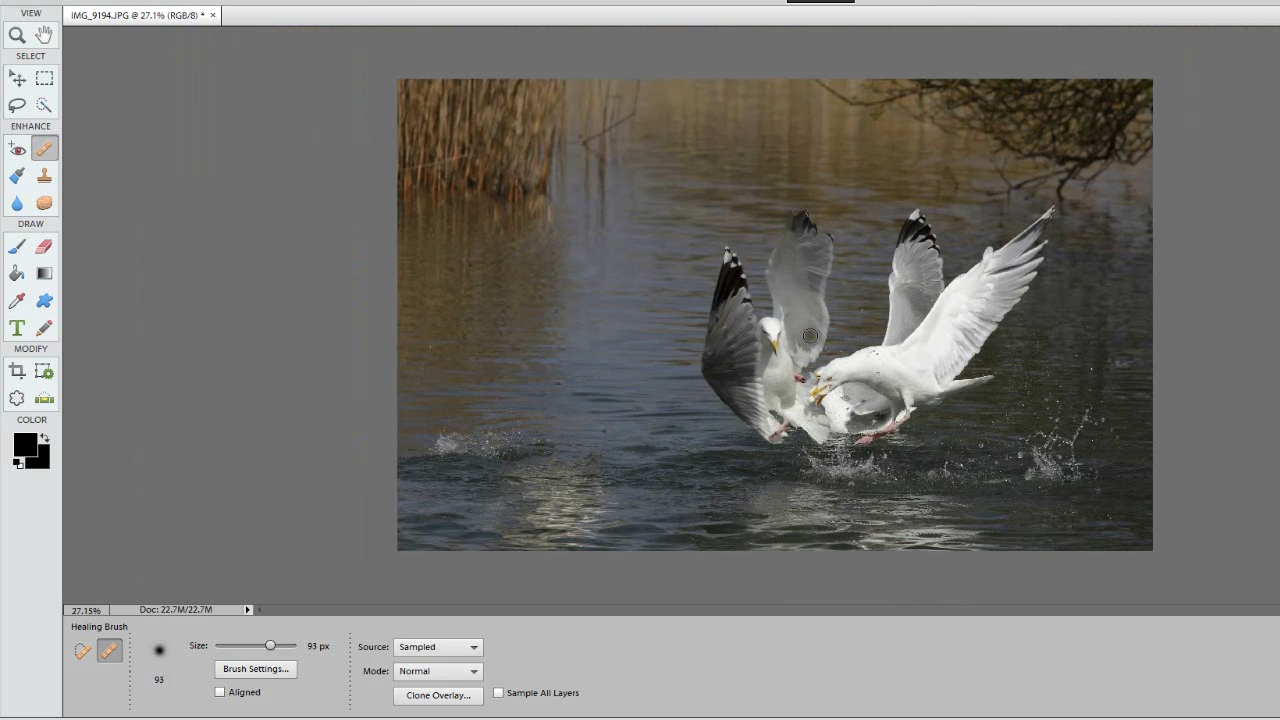 VIEW
IMG_9194.JPG @ 27.1% (RGB/8) * ×
SELECT
ENHANCE
DRAW
T
MODIFY
COLOR
27.15% Doc: 22.7M/22.7M
Healing Brush
Size: 93 px
Source: Sampled
Brush Settings...
Mode: Normal
93
Aligned
Clone Overlay...
Sample All Layers